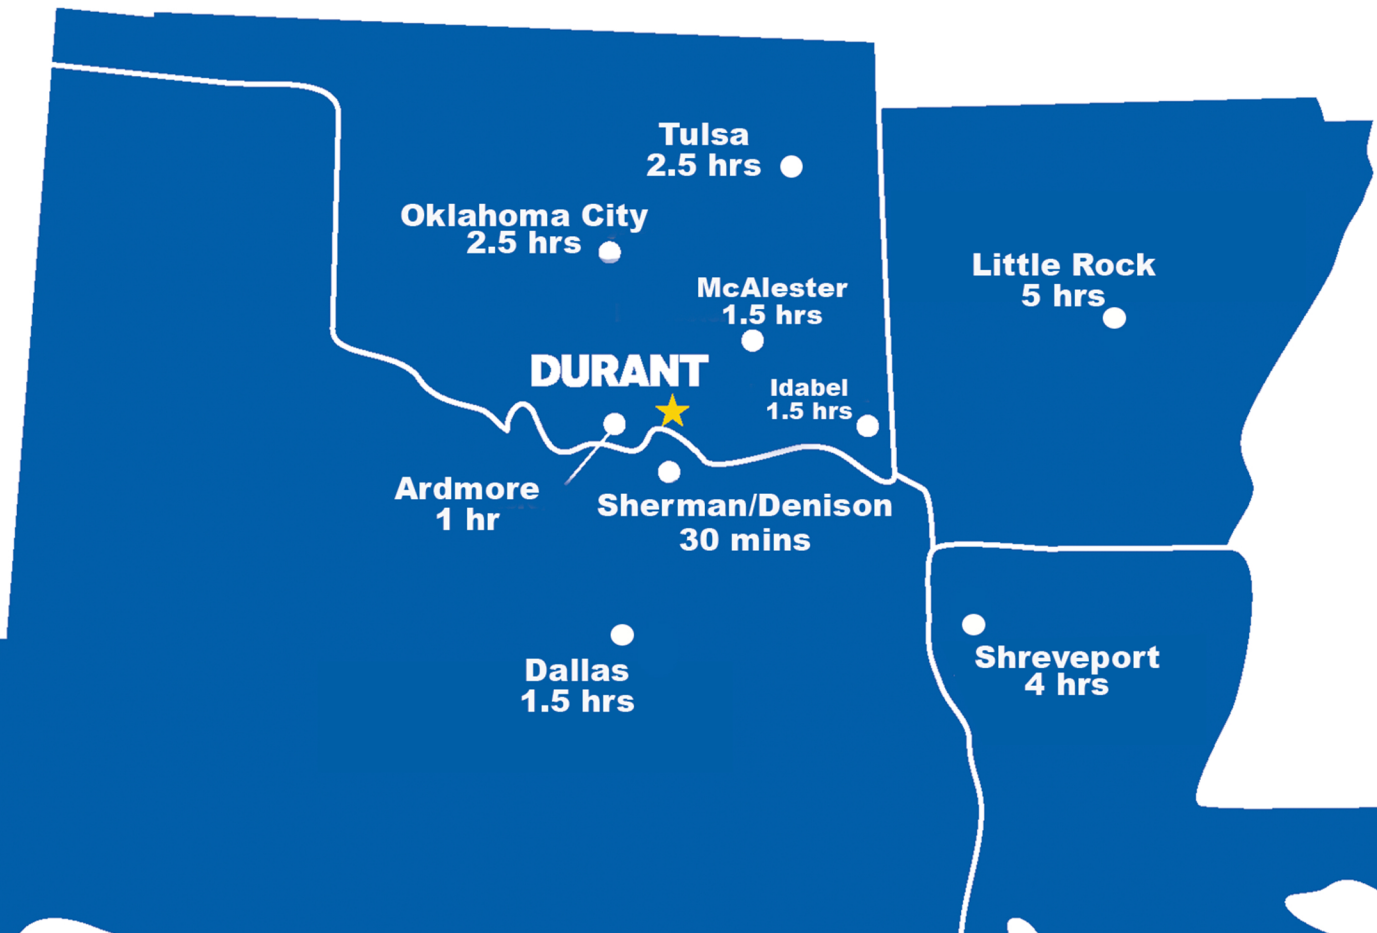 Tulsa
2.5 hrs
Oklahoma City
2.5 hrs
Little Rock
5 hrs
McAlester
1.5 hrs
DURANT
Idabel
1.5 hrs
Ardmore
1 hr
Sherman/Denison
30 mins
Dallas
1.5 hrs
Shreveport
4 hrs